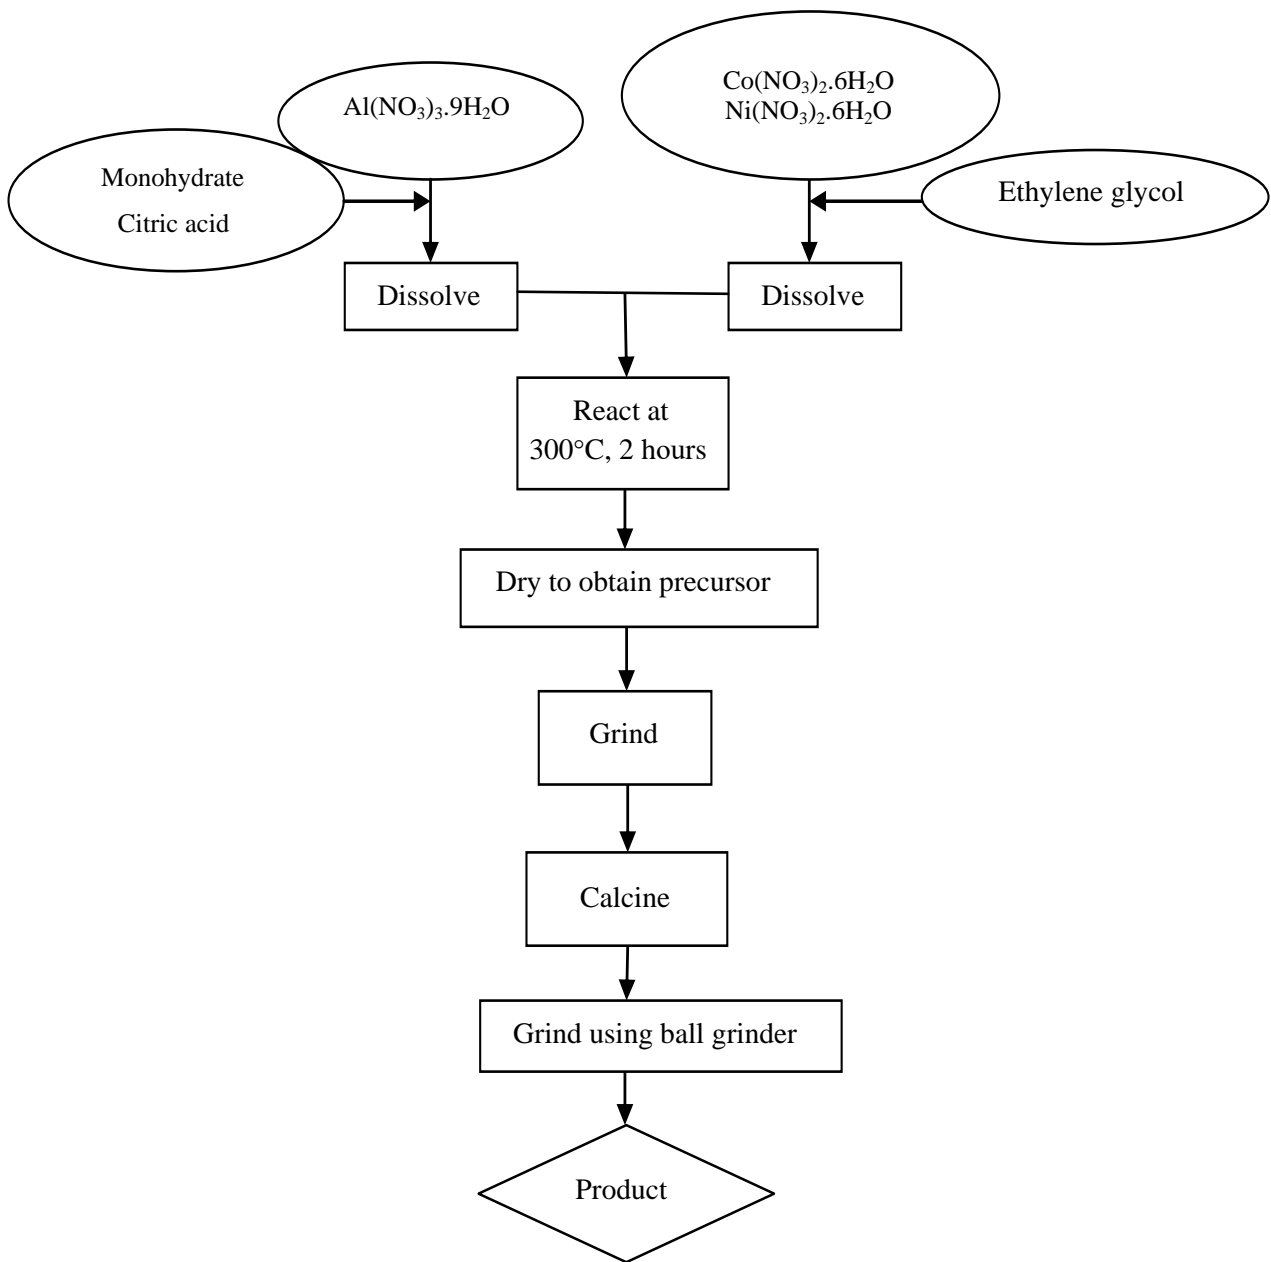 Al(NO₃)₃.9H₂O
Co(NO₃)₂.6H₂O
Ni(NO₃)₂.6H₂O
Monohydrate
Citric acid
Ethylene glycol
Dissolve
Dissolve
React at
300°C, 2 hours
Dry to obtain precursor
Grind
Calcine
Grind using ball grinder
Product